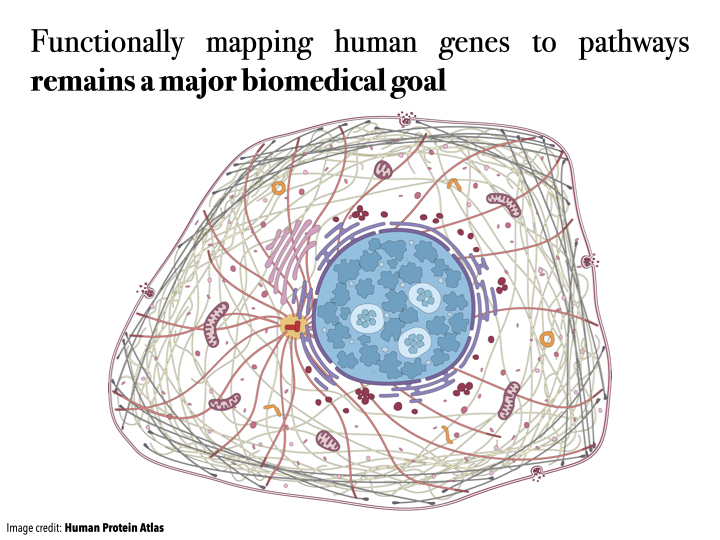 Functionally mapping human genes to pathways
remains a major biomedical goal
Image credit: Human Protein Atlas